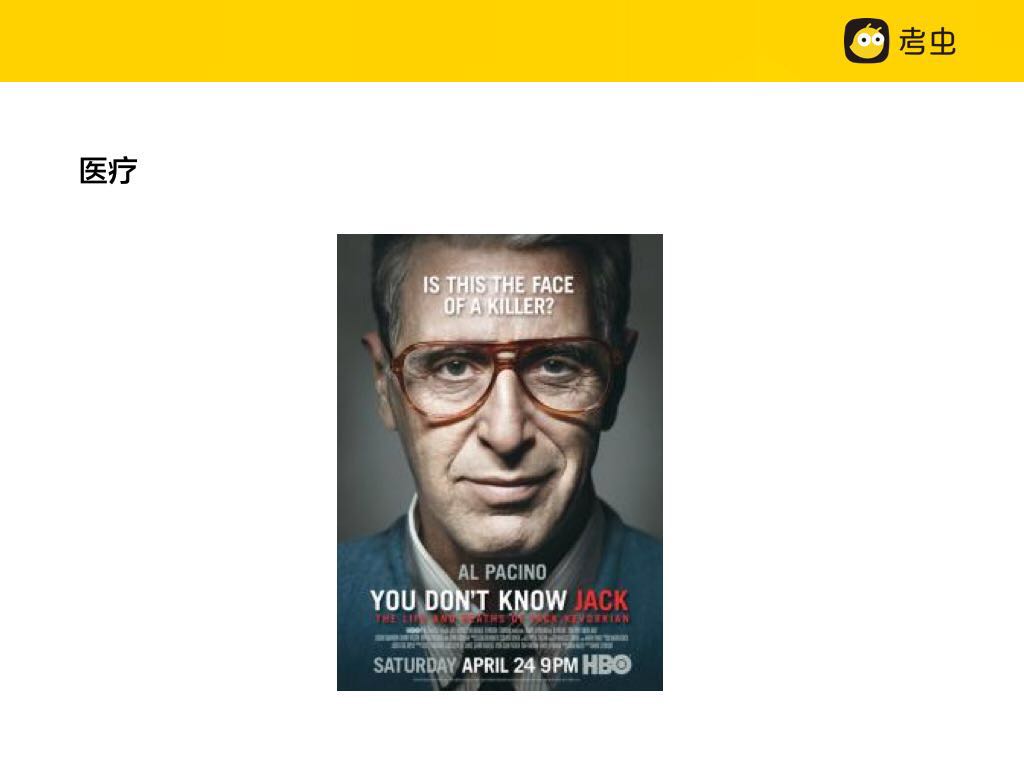 考虫
医疗
IS THIS THE FACE
OF A KILLER?
AL PACINO
YOU DON'T KNOW JACK
THE LIFE AND DEATHS OF JACK KEVORKIAN
SATURDAY APRIL 24 9PM HBO